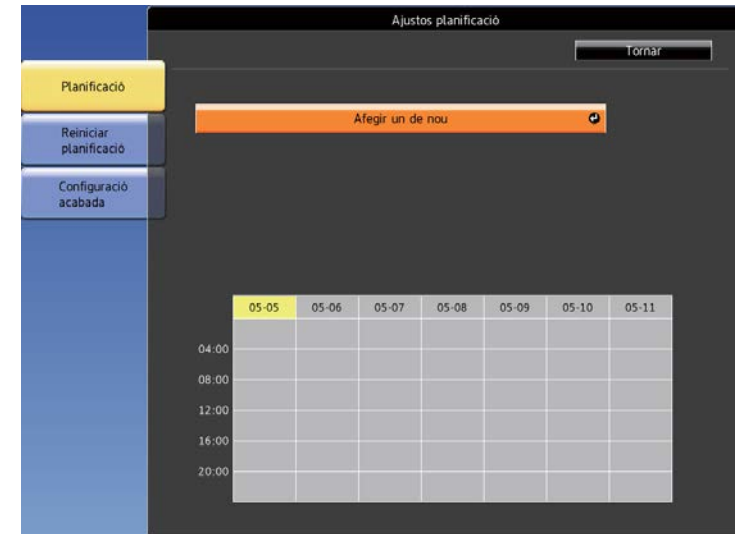 Ajustos planificació
Tornar
Planificació
Afegir un de nou
Reiniciar
planificació
Configuració
acabada
05-05 05-06 05-07 05-08 05-09 05-10 05-11
04:00
08:00
12:00
16:00
20:00